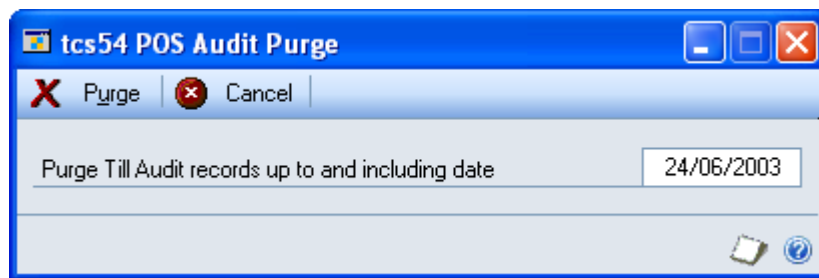 tcs54 POS Audit Purge
Purge Cancel
Purge Till Audit records up to and including date 24/06/2003